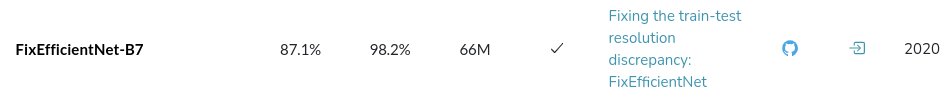 FixEfficientNet-B7 87.1% 98.2% 66M ✓ 2020
Fixing the train-test
resolution
discrepancy:
FixEfficientNet